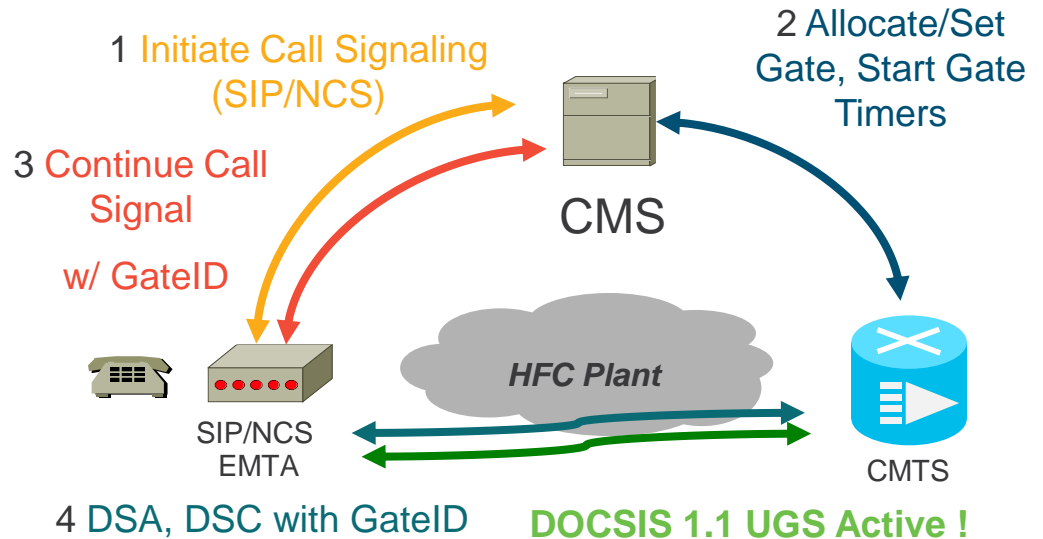 1 Initiate Call Signaling
(SIP/NCS)
2 Allocate/Set
Gate, Start Gate
Timers
3 Continue Call
Signal
w/ GateID
CMS
HFC Plant
SIP/NCS
EMTA
CMTS
4 DSA, DSC with GateID
DOCSIS 1.1 UGS Active !